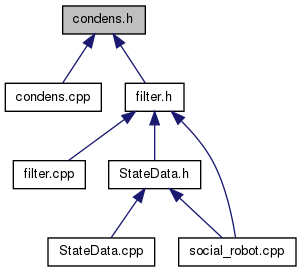 condens.h
condens.cpp
filter.h
filter.cpp
StateData.h
StateData.cpp
social_robot.cpp